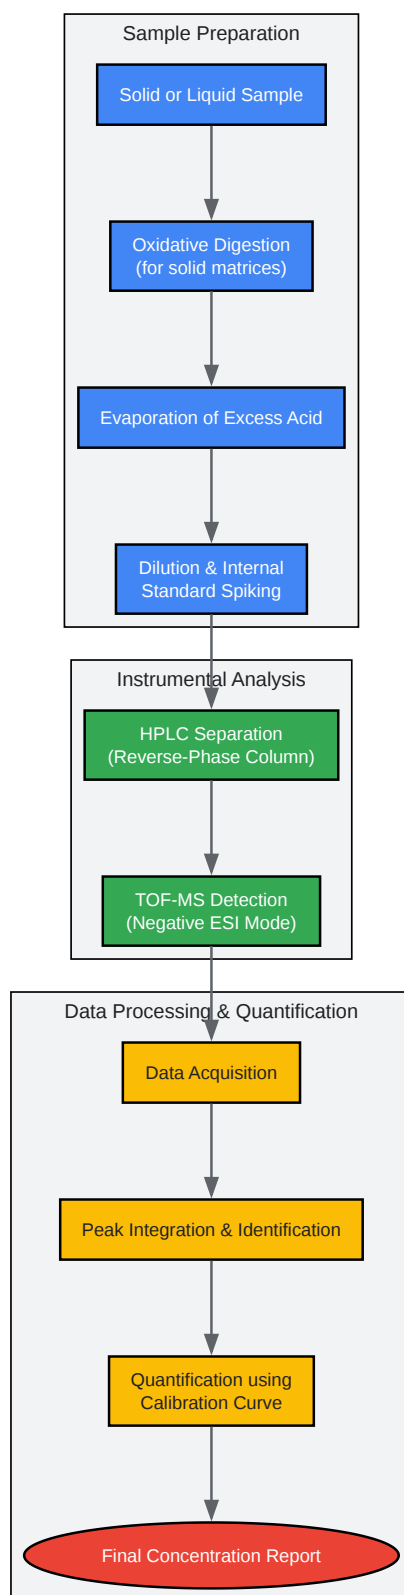 Sample Preparation
Solid or Liquid Sample
Oxidative Digestion
(for solid matrices)
Evaporation of Excess Acid
Dilution & Internal
Standard Spiking
Instrumental Analysis
HPLC Separation
(Reverse-Phase Column)
TOF-MS Detection
(Negative ESI Mode)
Data Processing & Quantification
Data Acquisition
Peak Integration & Identification
Quantification using
Calibration Curve
Final Concentration Report